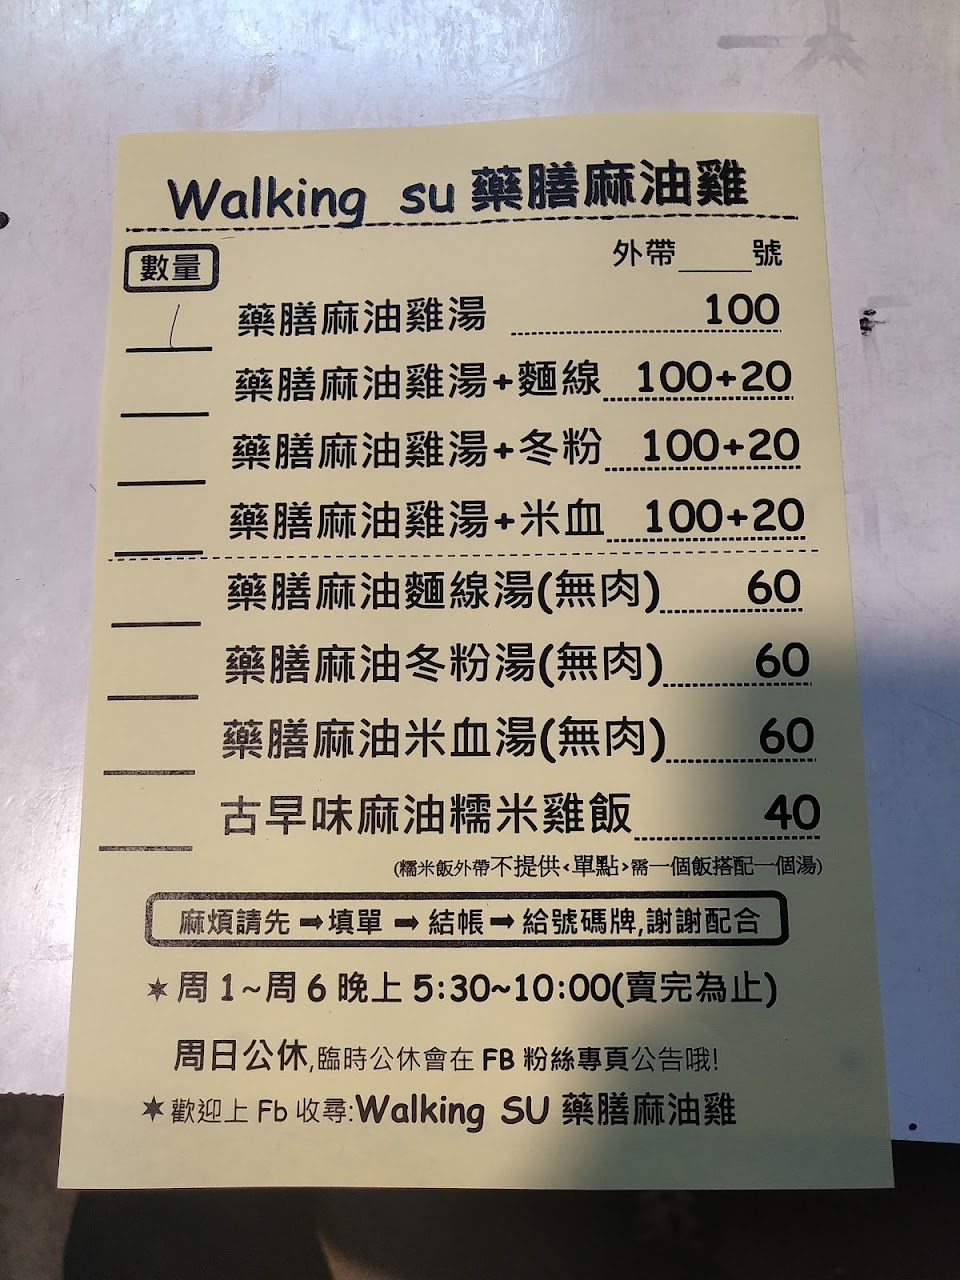 Walking su 藥膳麻油雞
數量
外帶____號
/ 藥膳麻油雞湯 100
藥膳麻油雞湯+麵線 100+20
藥膳麻油雞湯+冬粉 100+20
藥膳麻油雞湯+米血 100+20
藥膳麻油麵線湯(無肉) 60
藥膳麻油冬粉湯(無肉) 60
藥膳麻油米血湯(無肉) 60
古早味麻油糯米雞飯 40
(糯米飯外帶不提供<單點>需一個飯搭配一個湯)
麻煩請先➡填單➡結帳➡給號碼牌,謝謝配合
✶周1~周6晚上5:30~10:00(賣完為止)
周日公休,臨時公休會在FB粉絲專頁公告哦!
✶歡迎上Fb收尋:Walking SU 藥膳麻油雞